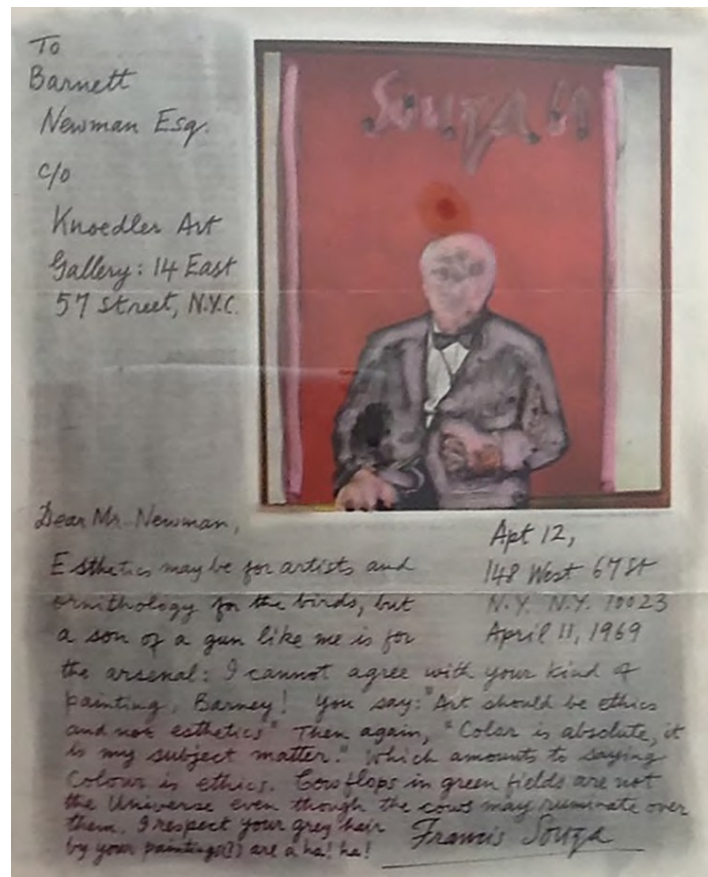 To
Barnett
Newman Esq.
c/o
Knoedler Art
Gallery: 14 East
57 Street, N.Y.C.
Souza 69
Dear Mr. Newman,
Apt 12,
148 West 67 St
N.Y. N.Y. 10023
April 11, 1969
Esthetics may be for artists and
ornithology for the birds, but
a son of a gun like me is for
the arsenal: I cannot agree with your kind of
painting, Barney! You say: "Art should be ethics
and not esthetics" Then again, "Color is absolute, it
is my subject matter." Which amounts to saying
Colour is ethics. Cowflops in green fields are not
the Universe even though the cows may ruminate over
them. I respect your grey hair
by your paintings(?) are a ha! ha!
Francis Souza